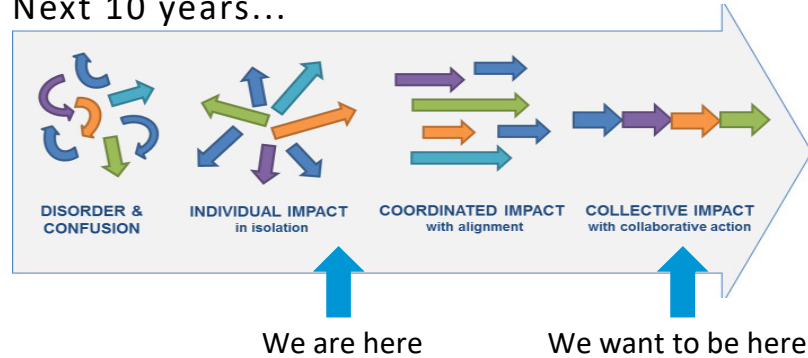 Next 10 years...
DISORDER &
CONFUSION
INDIVIDUAL IMPACT
in isolation
COORDINATED IMPACT
with alignment
COLLECTIVE IMPACT
with collaborative action
We are here
We want to be here